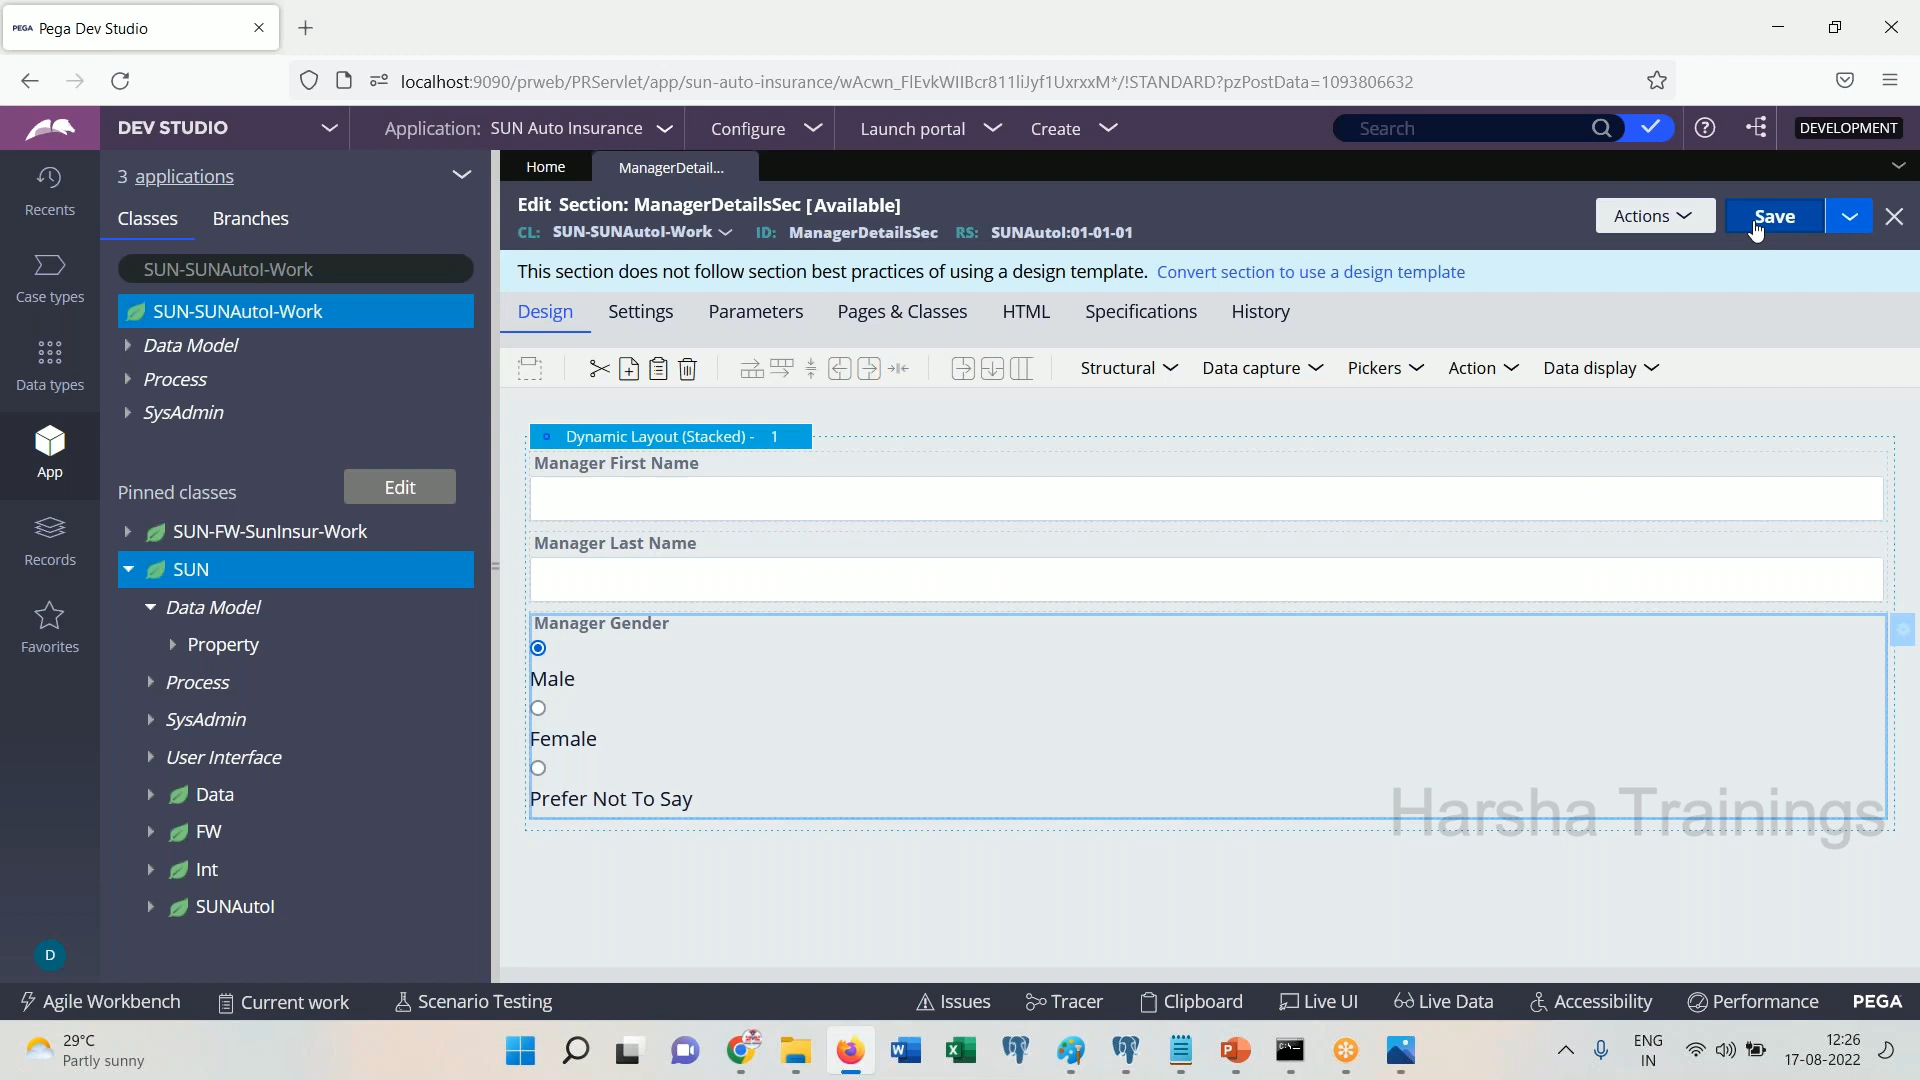 PEGA Pega Dev Studio
localhost:9090/prweb/PRServlet/app/sun-auto-insurance/wAcwn_FlEvkWIIBcr811liJyf1UxrxxM*/!STANDARD?pzPostData=1093806632
DEV STUDIO
Application: SUN Auto Insurance
Configure
Launch portal
Create
Search
DEVELOPMENT
Recents
Case types
Data types
App
Records
Favorites
D
3 applications
Classes
Branches
SUN-SUNAutoI-Work
SUN-SUNAutoI-Work
Data Model
Process
SysAdmin
Pinned classes
Edit
SUN-FW-SunInsur-Work
SUN
Data Model
Property
Process
SysAdmin
User Interface
Data
FW
Int
SUNAutoI
Home
ManagerDetail...
Edit Section: ManagerDetailsSec [Available]
CL: SUN-SUNAutoI-Work ID: ManagerDetailsSec RS: SUNAutoI:01-01-01
Actions
Save
This section does not follow section best practices of using a design template. Convert section to use a design template
Design
Settings
Parameters
Pages & Classes
HTML
Specifications
History
Structural
Data capture
Pickers
Action
Data display
Dynamic Layout (Stacked) - 1
Manager First Name
Manager Last Name
Manager Gender
Male
Female
Prefer Not To Say
Harsha Trainings
Agile Workbench
Current work
Scenario Testing
Issues
Tracer
Clipboard
Live UI
Live Data
Accessibility
Performance
PEGA
29°C
Partly sunny
ENG
IN
12:26
17-08-2022